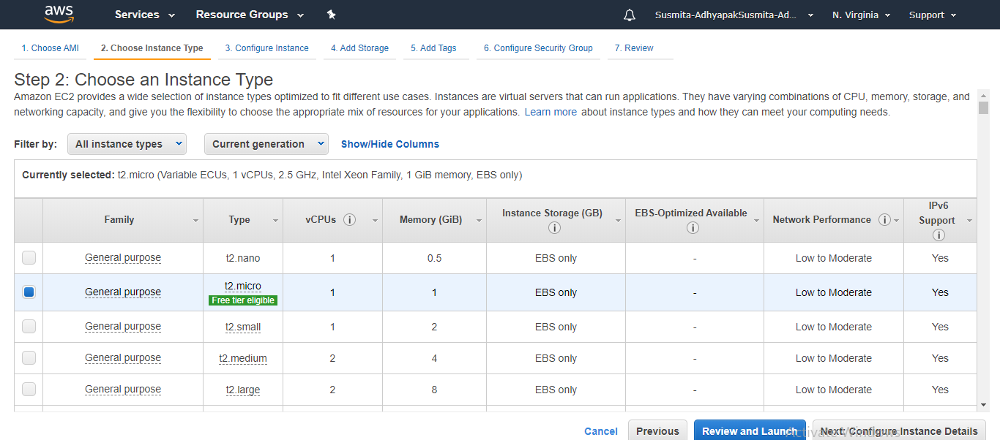 aws Services Resource Groups Susmita-AdhyapakSusmita-Ad... N. Virginia Support
1. Choose AMI 2. Choose Instance Type 3. Configure Instance 4. Add Storage 5. Add Tags 6. Configure Security Group 7. Review
Step 2: Choose an Instance Type
Amazon EC2 provides a wide selection of instance types optimized to fit different use cases. Instances are virtual servers that can run applications. They have varying combinations of CPU, memory, storage, and
networking capacity, and give you the flexibility to choose the appropriate mix of resources for your applications. Learn more about instance types and how they can meet your computing needs.
Filter by: All instance types Current generation Show/Hide Columns
Currently selected: t2.micro (Variable ECUs, 1 vCPUs, 2.5 GHz, Intel Xeon Family, 1 GiB memory, EBS only)
Family Type vCPUs i Memory (GiB) Instance Storage (GB) i EBS-Optimized Available i Network Performance i IPv6 Support i
General purpose t2.nano 1 0.5 EBS only - Low to Moderate Yes
General purpose t2.micro Free tier eligible 1 1 EBS only - Low to Moderate Yes
General purpose t2.small 1 2 EBS only - Low to Moderate Yes
General purpose t2.medium 2 4 EBS only - Low to Moderate Yes
General purpose t2.large 2 8 EBS only - Low to Moderate Yes
Cancel Previous Review and Launch Next: Configure Instance Details
Activate Windows